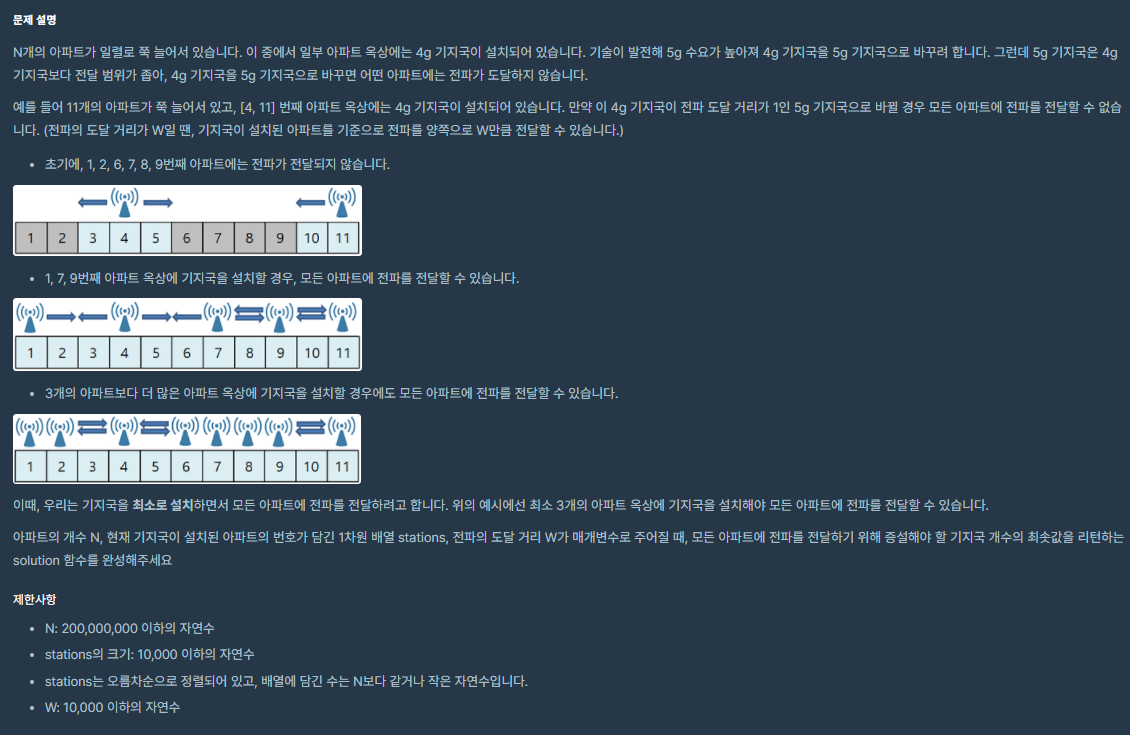 문제 설명
N개의 아파트가 일렬로 쭉 늘어서 있습니다. 이 중에서 일부 아파트 옥상에는 4g 기지국이 설치되어 있습니다. 기술이 발전해 5g 수요가 높아져 4g 기지국을 5g 기지국으로 바꾸려 합니다. 그런데 5g 기지국은 4g
기지국보다 전달 범위가 좁아, 4g 기지국을 5g 기지국으로 바꾸면 어떤 아파트에는 전파가 도달하지 않습니다.
예를 들어 11개의 아파트가 쭉 늘어서 있고, [4, 11] 번째 아파트 옥상에는 4g 기지국이 설치되어 있습니다. 만약 이 4g 기지국이 전파 도달 거리가 1인 5g 기지국으로 바뀔 경우 모든 아파트에 전파를 전달할 수 없습
니다. (전파의 도달 거리가 W일 땐, 기지국이 설치된 아파트를 기준으로 전파를 양쪽으로 W만큼 전달할 수 있습니다.)
• 초기에, 1, 2, 6, 7, 8, 9번째 아파트에는 전파가 전달되지 않습니다.
1 2 3 4 5 6 7 8 9 10 11
• 1, 7, 9번째 아파트 옥상에 기지국을 설치할 경우, 모든 아파트에 전파를 전달할 수 있습니다.
1 2 3 4 5 6 7 8 9 10 11
• 3개의 아파트보다 더 많은 아파트 옥상에 기지국을 설치할 경우에도 모든 아파트에 전파를 전달할 수 있습니다.
1 2 3 4 5 6 7 8 9 10 11
이때, 우리는 기지국을 최소로 설치하면서 모든 아파트에 전파를 전달하려고 합니다. 위의 예시에선 최소 3개의 아파트 옥상에 기지국을 설치해야 모든 아파트에 전파를 전달할 수 있습니다.
아파트의 개수 N, 현재 기지국이 설치된 아파트의 번호가 담긴 1차원 배열 stations, 전파의 도달 거리 W가 매개변수로 주어질 때, 모든 아파트에 전파를 전달하기 위해 증설해야 할 기지국 개수의 최솟값을 리턴하는
solution 함수를 완성해주세요
제한사항
• N: 200,000,000 이하의 자연수
• stations의 크기: 10,000 이하의 자연수
• stations는 오름차순으로 정렬되어 있고, 배열에 담긴 수는 N보다 같거나 작은 자연수입니다.
• W: 10,000 이하의 자연수